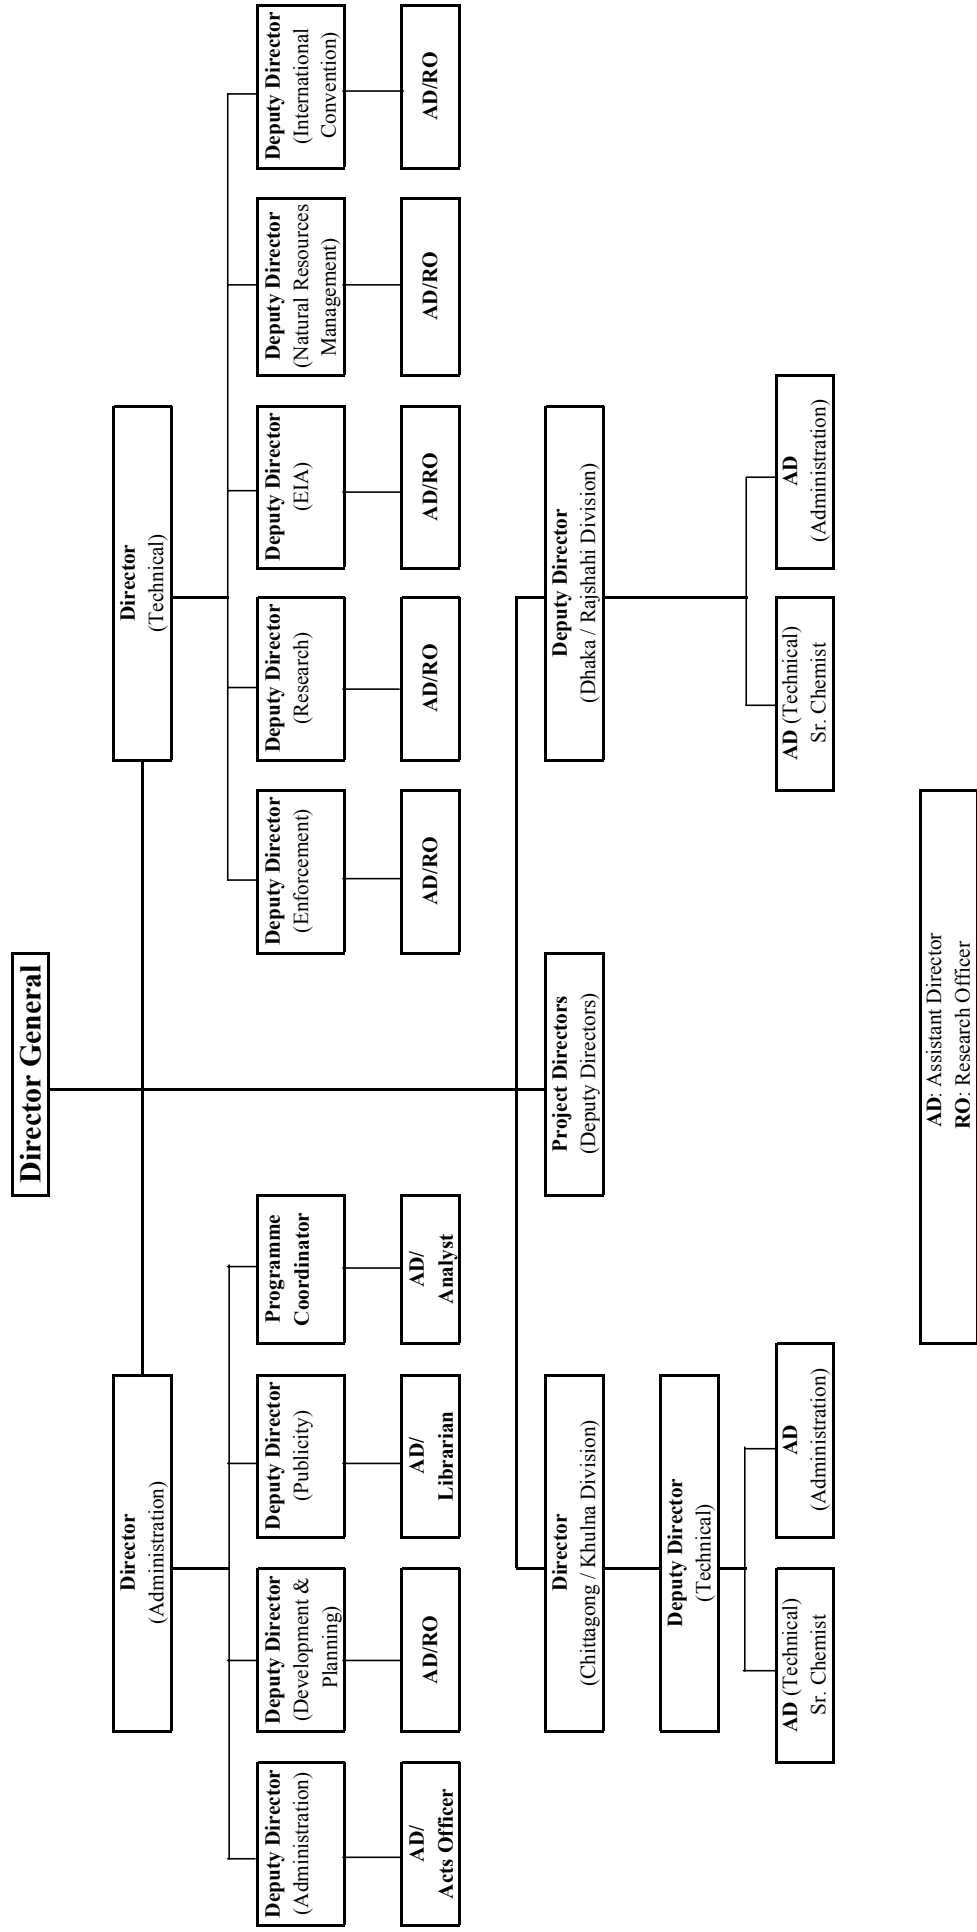 Director General
Director
(Administration)
Director
(Technical)
Deputy Director
(Administration)
Deputy Director
(Development &
Planning)
Deputy Director
(Publicity)
Programme
Coordinator
Deputy Director
(Enforcement)
Deputy Director
(Research)
Deputy Director
(EIA)
Deputy Director
(Natural Resources
Management)
Deputy Director
(International
Convention)
AD/
Acts Officer
AD/RO
AD/
Librarian
AD/
Analyst
AD/RO
AD/RO
AD/RO
AD/RO
AD/RO
Director
(Chittagong / Khulna Division)
Project Directors
(Deputy Directors)
Deputy Director
(Dhaka / Rajshahi Division)
Deputy Director
(Technical)
AD (Technical)
Sr. Chemist
AD
(Administration)
AD (Technical)
Sr. Chemist
AD
(Administration)
AD: Assistant Director
RO: Research Officer